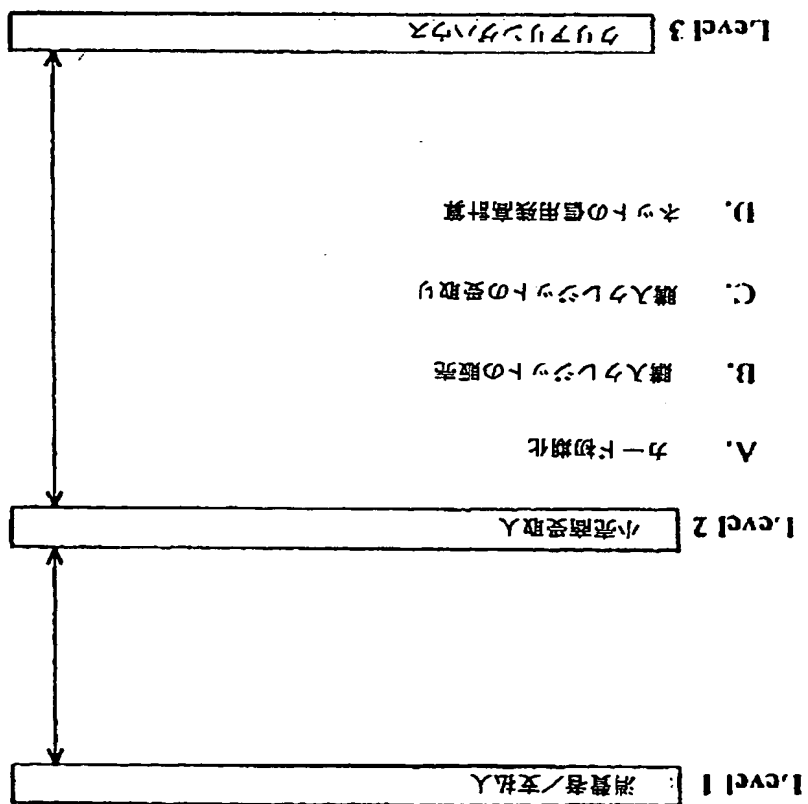 Level 1 消費者／支払人
Level 2 小売商受取人
A. カード初期化
B. 購入クレジットの販売
C. 購入クレジットの受取り
D. ネットの信用残高計算
Level 3 クリアリングハウス